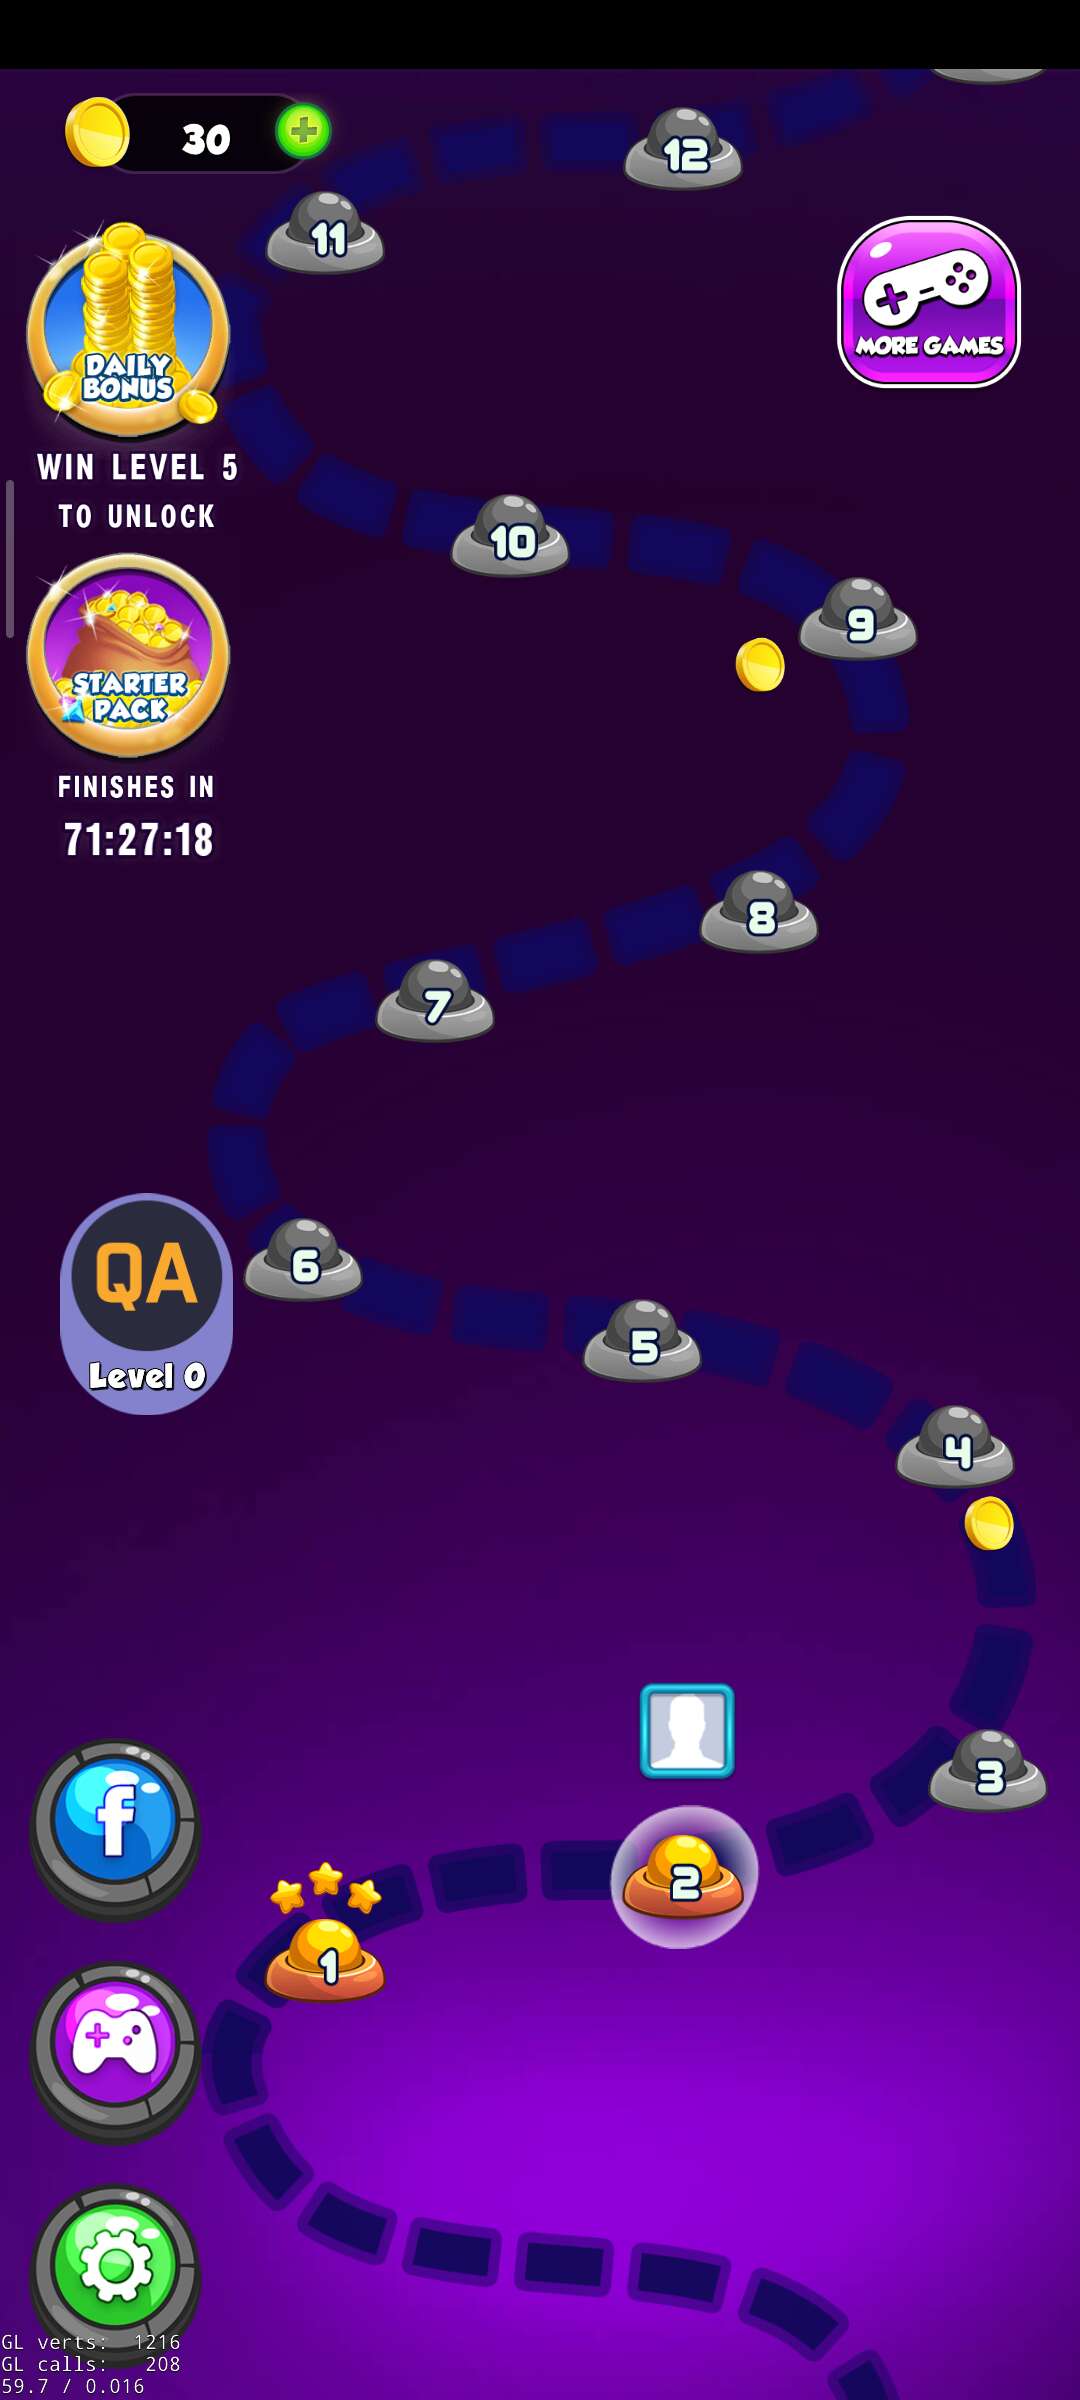 30
12
11
MORE GAMES
DAILY
BONUS
WIN LEVEL 5
TO UNLOCK
10
9
STARTER
PACK
FINISHES IN
71:27:18
8
7
QA
Level 0
6
5
4
3
f
2
1
GL verts: 1216
GL calls: 208
59.7 / 0.016